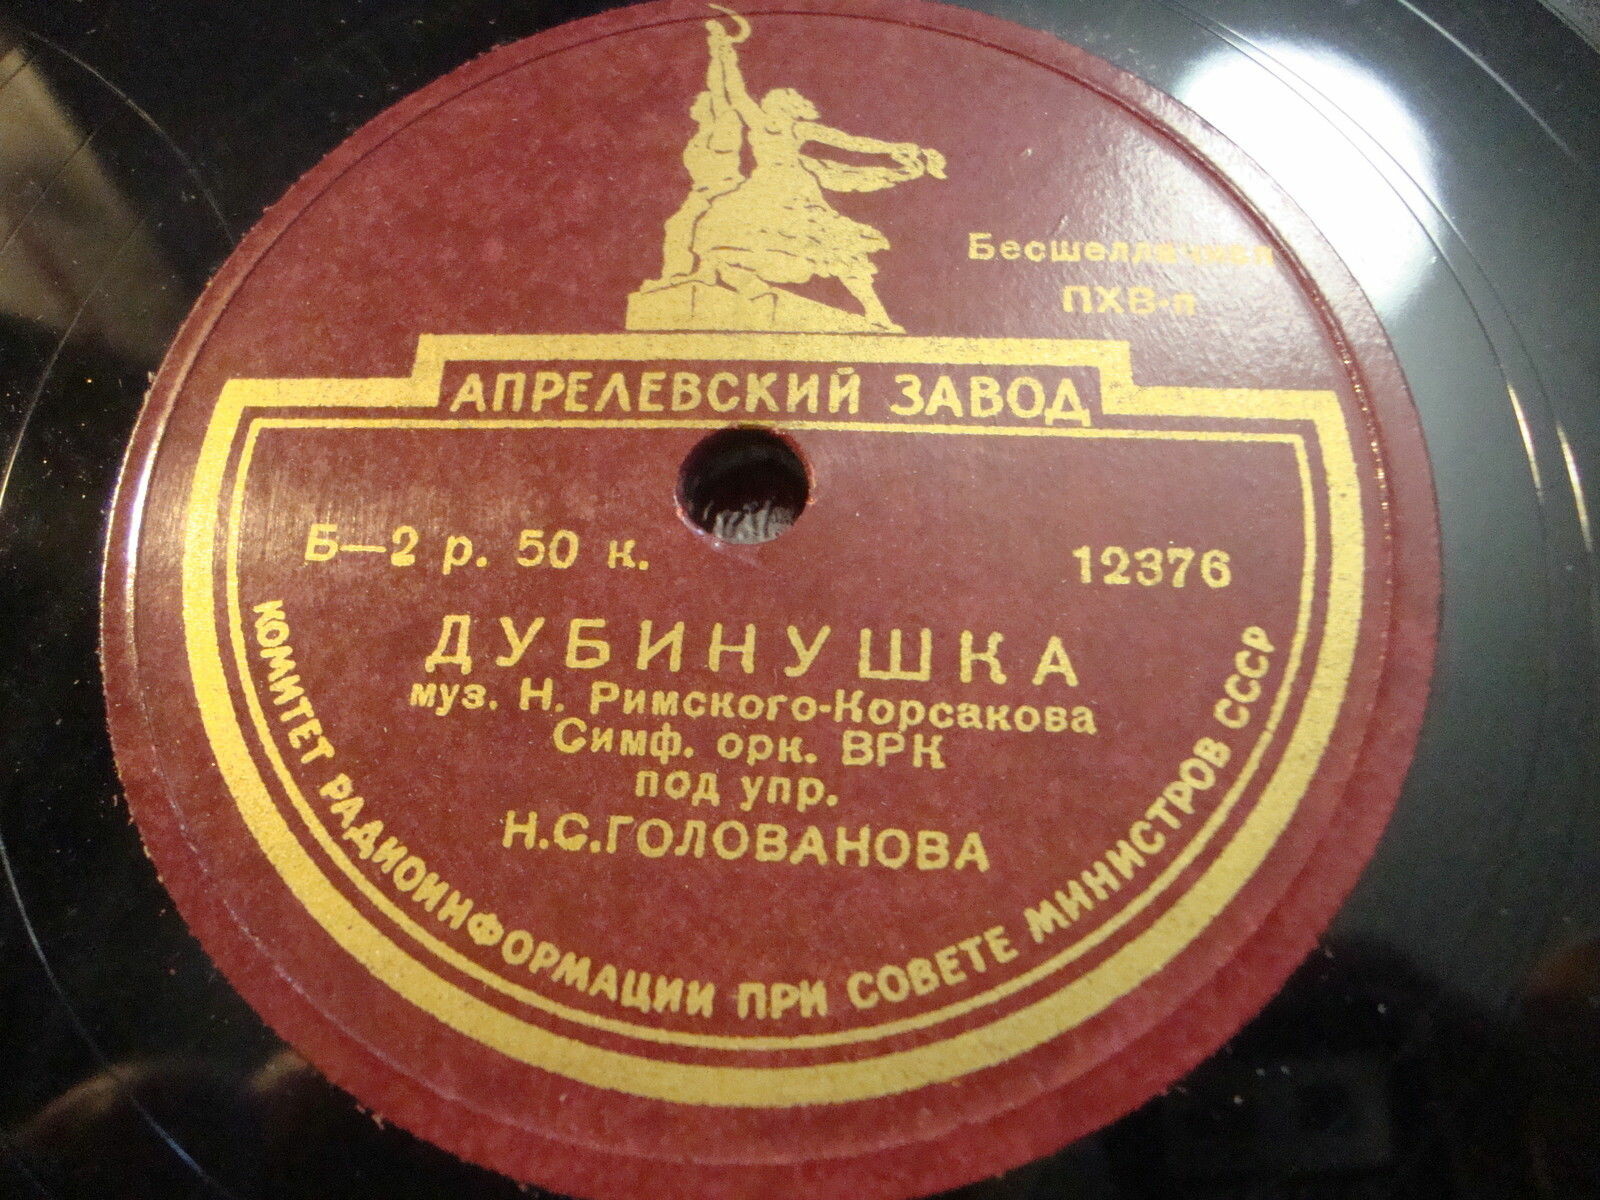 Бесшеллачная
ПХВ-п
АПРЕЛЕВСКИЙ ЗАВОД
Б—2 р. 50 к.
12376
ДУБИНУШКА
муз. Н. Римского-Корсакова
Симф. орк. ВРК
под упр.
Н.С.ГОЛОВАНОВА
КОМИТЕТ РАДИОИНФОРМАЦИИ ПРИ СОВЕТЕ МИНИСТРОВ СССР